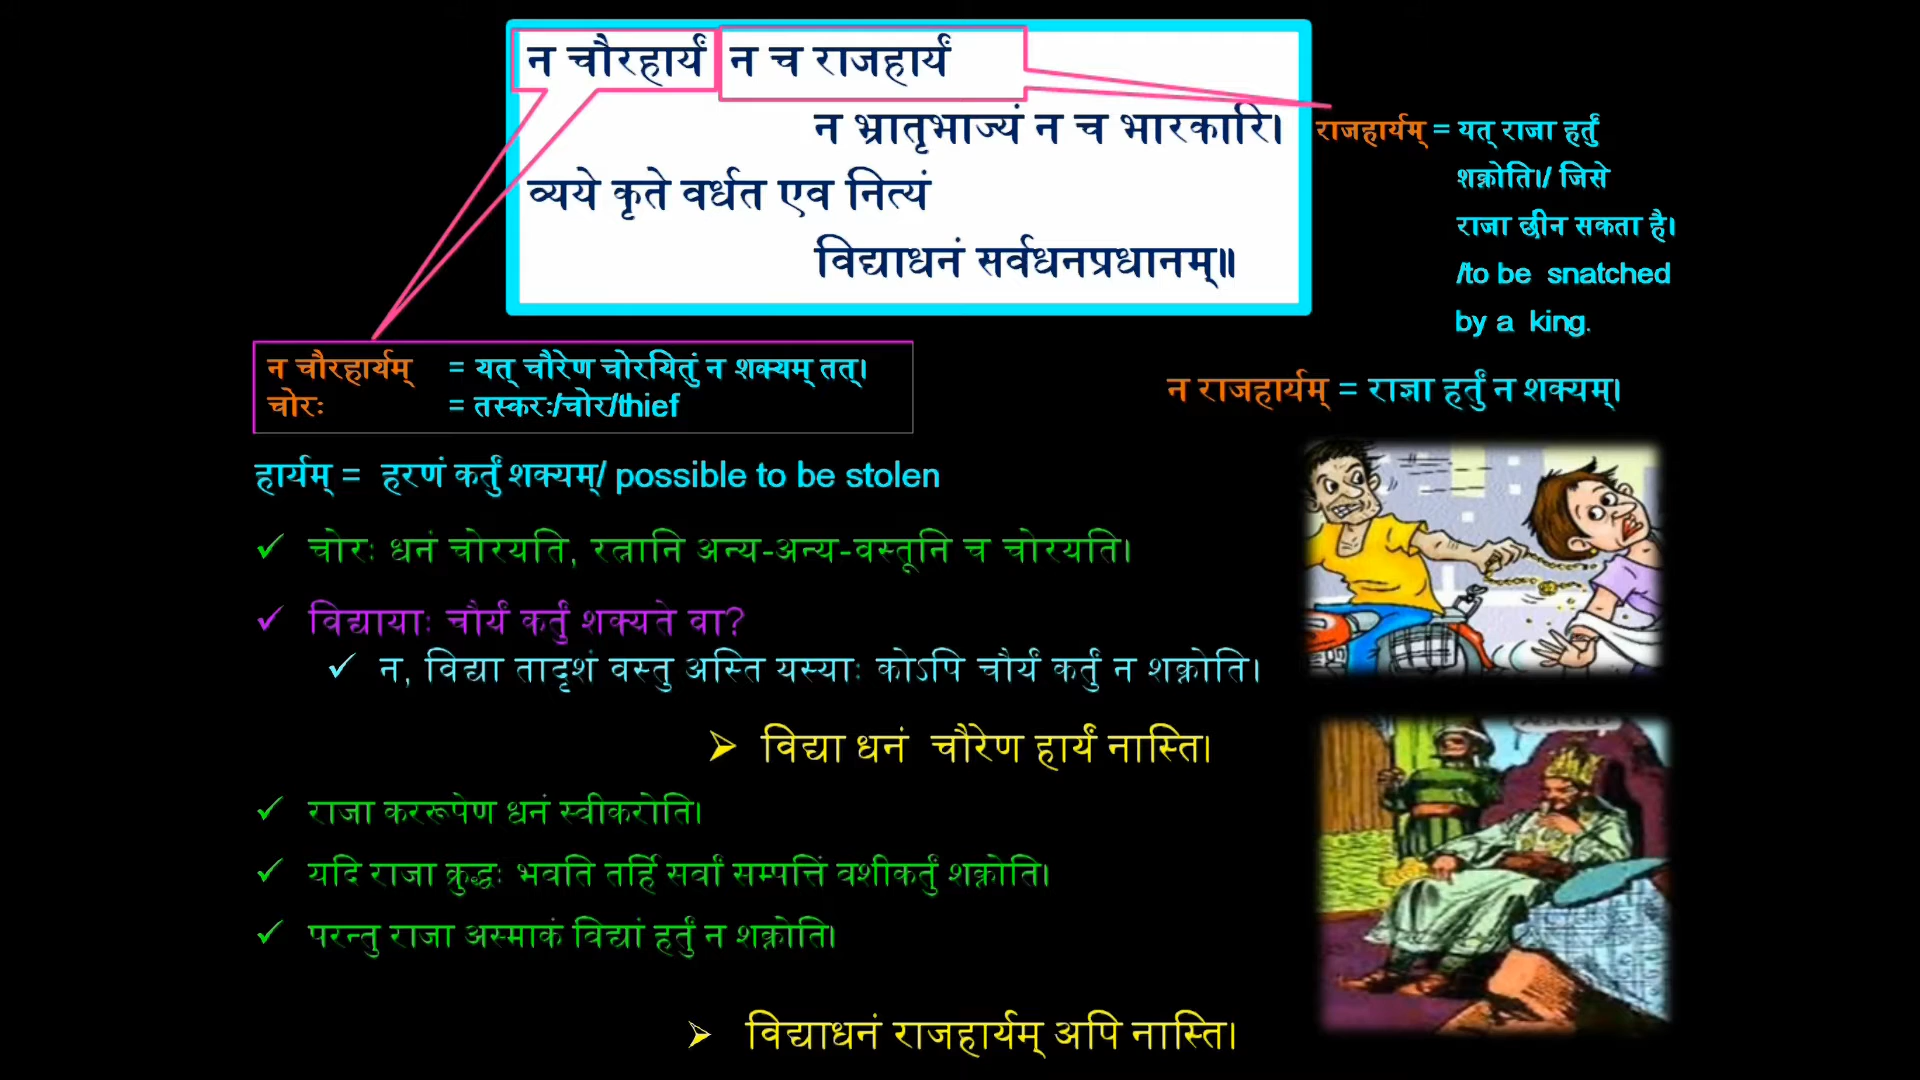 न चौरहार्यं न च राजहार्यं
न भ्रातृभाज्यं न च भारकारि।
व्यये कृते वर्धत एव नित्यं
विद्याधनं सर्वधनप्रधानम्॥
राजहार्यम् = यत् राजा हर्तुं
शक्नोति।/ जिसे
राजा छीन सकता है।
/to be snatched
by a king.
न चौरहार्यम् = यत् चौरेण चोरयितुं न शक्यम् तत्।
चोरः = तस्करः/चोर/thief
न राजहार्यम् = राज्ञा हर्तुं न शक्यम्।
हार्यम् = हरणं कर्तुं शक्यम्/ possible to be stolen
✓ चोरः धनं चोरयति, रत्नानि अन्य-अन्य-वस्तूनि च चोरयति।
✓ विद्यायाः चौर्यं कर्तुं शक्यते वा?
✓ न, विद्या तादृशं वस्तु अस्ति यस्याः कोऽपि चौर्यं कर्तुं न शक्नोति।
➢ विद्या धनं चौरेण हार्यं नास्ति।
✓ राजा कररूपेण धनं स्वीकरोति।
✓ यदि राजा क्रुद्धः भवति तर्हि सर्वां सम्पत्तिं वशीकर्तुं शक्नोति।
✓ परन्तु राजा अस्माकं विद्यां हर्तुं न शक्नोति।
➢ विद्याधनं राजहार्यम् अपि नास्ति।